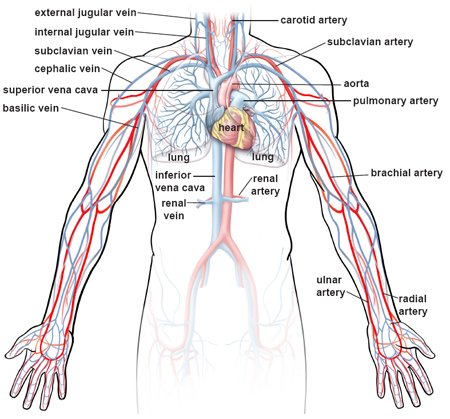 external jugular vein
internal jugular vein
subclavian vein
cephalic vein
superior vena cava
basilic vein
carotid artery
subclavian artery
aorta
pulmonary artery
heart
lung
lung
inferior
vena cava
renal
vein
renal
artery
brachial artery
ulnar
artery
radial
artery